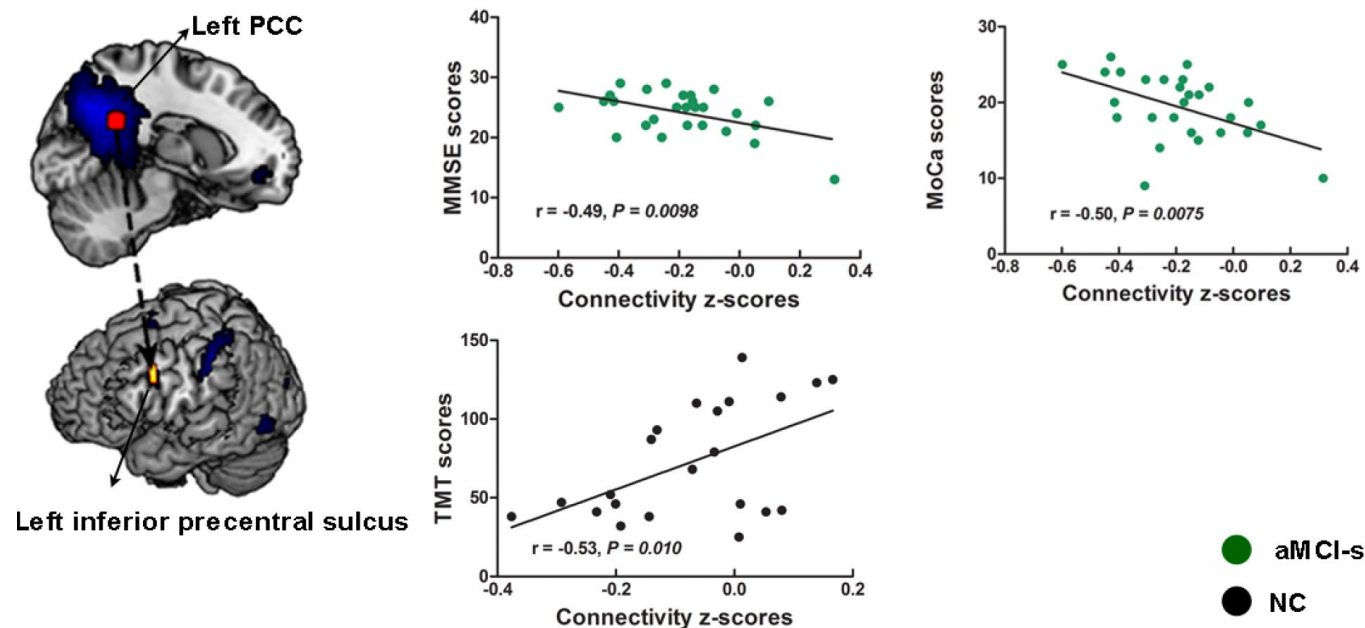 Left PCC
Left inferior precentral sulcus
40
30
20
10
0
MMSE scores
r = -0.49, P = 0.0098
-0.8 -0.6 -0.4 -0.2 -0.0 0.2 0.4
Connectivity z-scores
30
20
10
0
MoCa scores
r = -0.50, P = 0.0075
-0.8 -0.6 -0.4 -0.2 -0.0 0.2 0.4
Connectivity z-scores
150
100
50
0
TMT scores
r = -0.53, P = 0.010
-0.4 -0.2 0.0 0.2
Connectivity z-scores
aMCI-s
NC